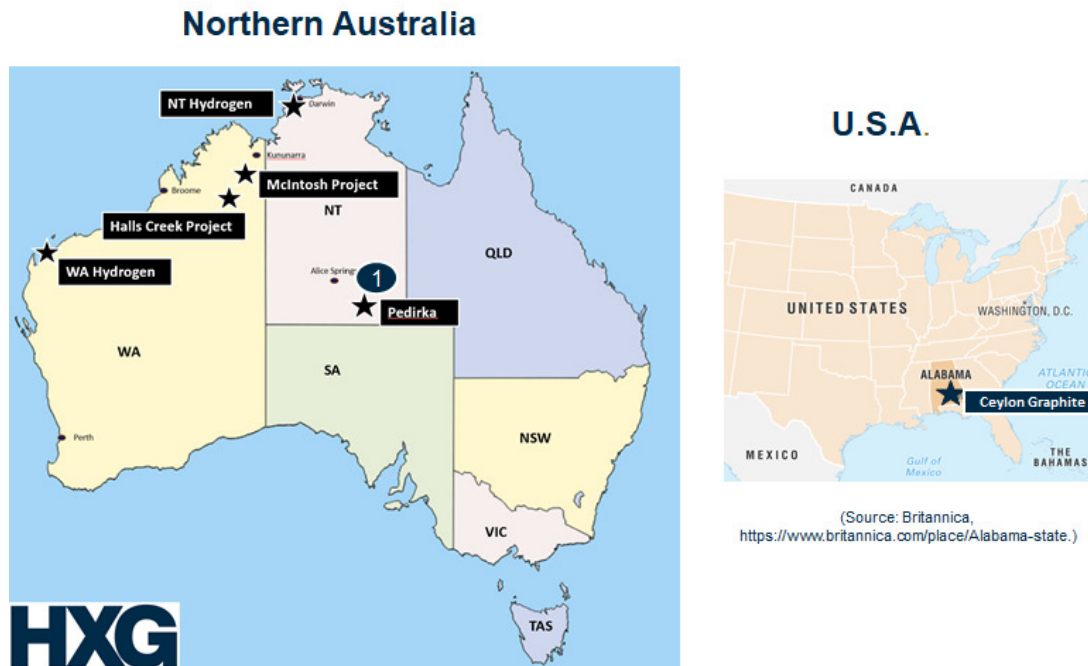 Northern Australia
NT Hydrogen
Darwin
Kununarra
McIntosh Project
Broome
Halls Creek Project
NT
WA Hydrogen
QLD
Alice Springs
1
Pedirka
WA
SA
Perth
NSW
VIC
TAS
HXG
U.S.A.
CANADA
UNITED STATES
WASHINGTON, D.C.
ALABAMA
ATLANTIC
OCEAN
Ceylon Graphite
MEXICO
Gulf of
Mexico
THE
BAHAMAS
(Source: Britannica,
https://www.britannica.com/place/Alabama-state.)